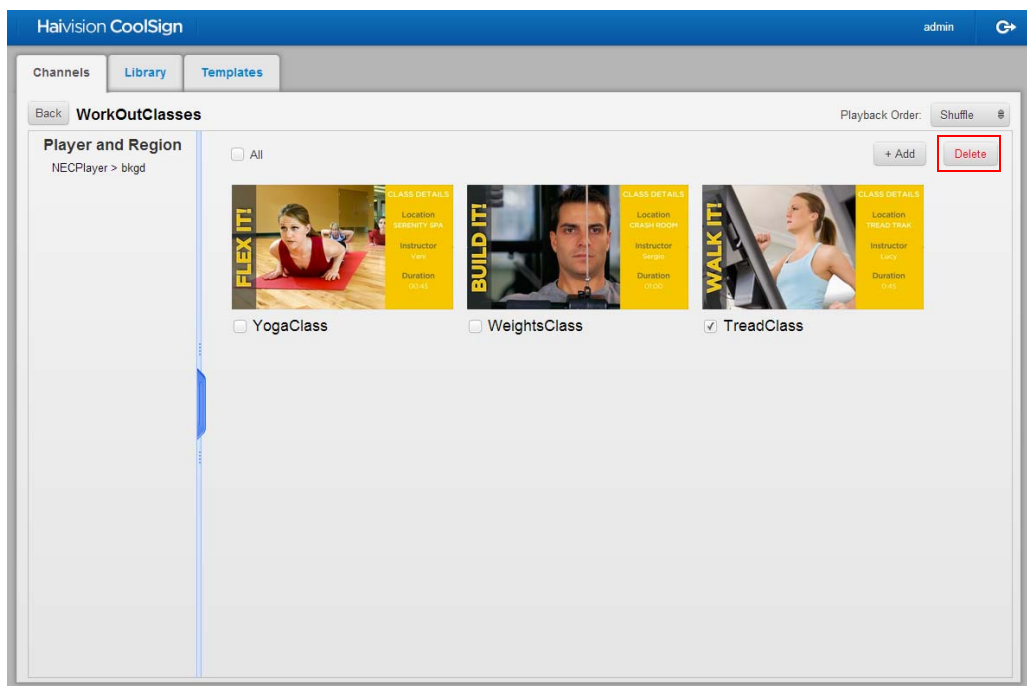 Haivision CoolSign
admin
Channels
Library
Templates
Back
WorkOutClasses
Playback Order:
Shuffle
Player and Region
NECPlayer > bkgd
All
+ Add
Delete
FLEX IT!
CLASS DETAILS
Location
SERENITY SPA
Instructor
Duration
00:45
YogaClass
BUILD IT!
CLASS DETAILS
Location
CRASH ROOM
Instructor
Sergio
Duration
01:00
WeightsClass
WALK IT!
CLASS DETAILS
Location
TREAD TRAK
Instructor
Lucy
Duration
0:45
TreadClass